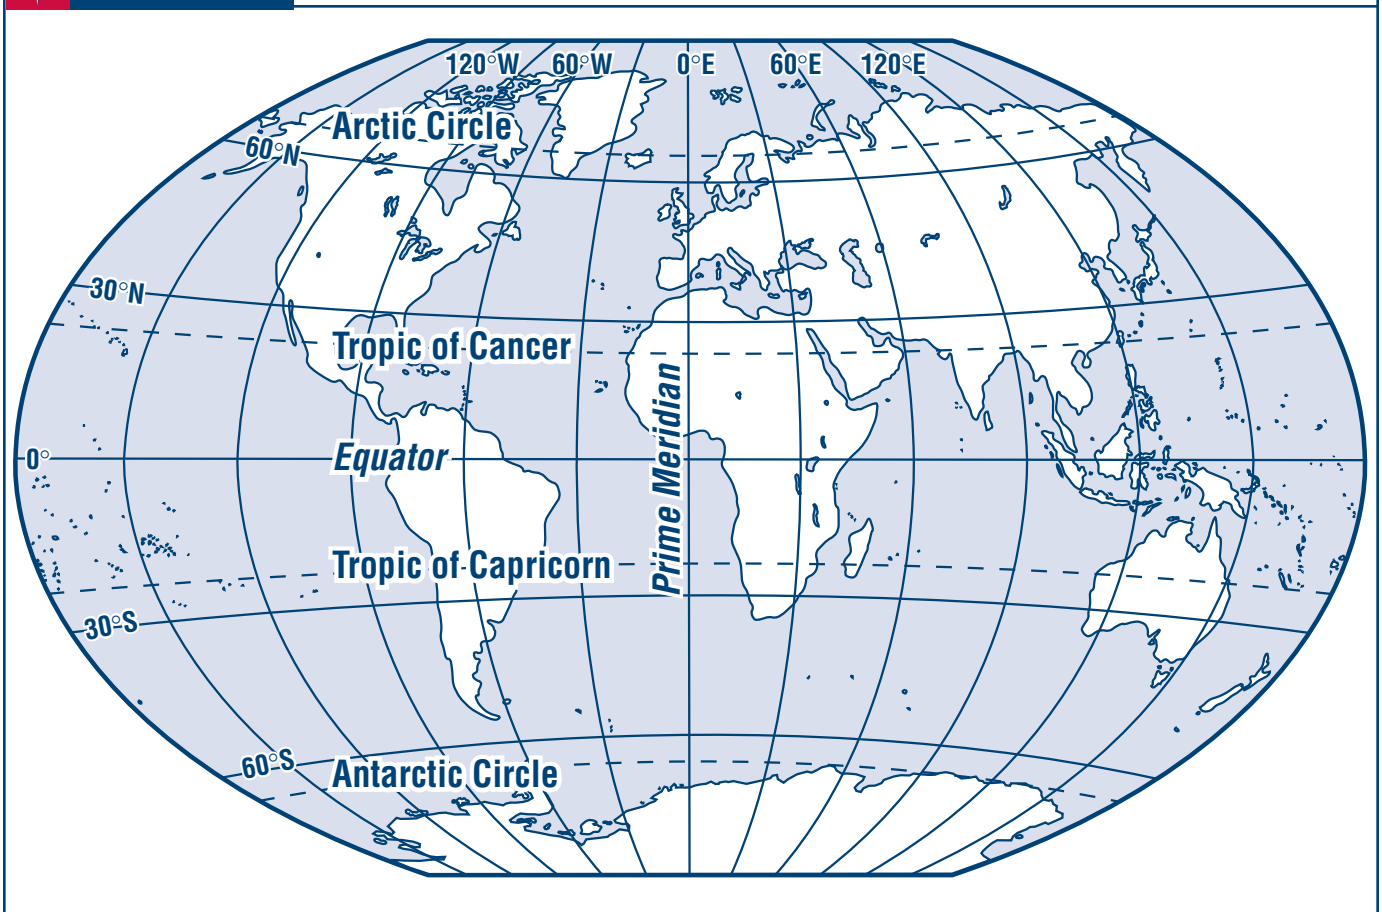 120°W 60°W 0°E 60°E 120°E
Arctic Circle
60°N
30°N
Tropic of Cancer
Prime Meridian
0°
Equator
Tropic of Capricorn
30°S
60°S
Antarctic Circle